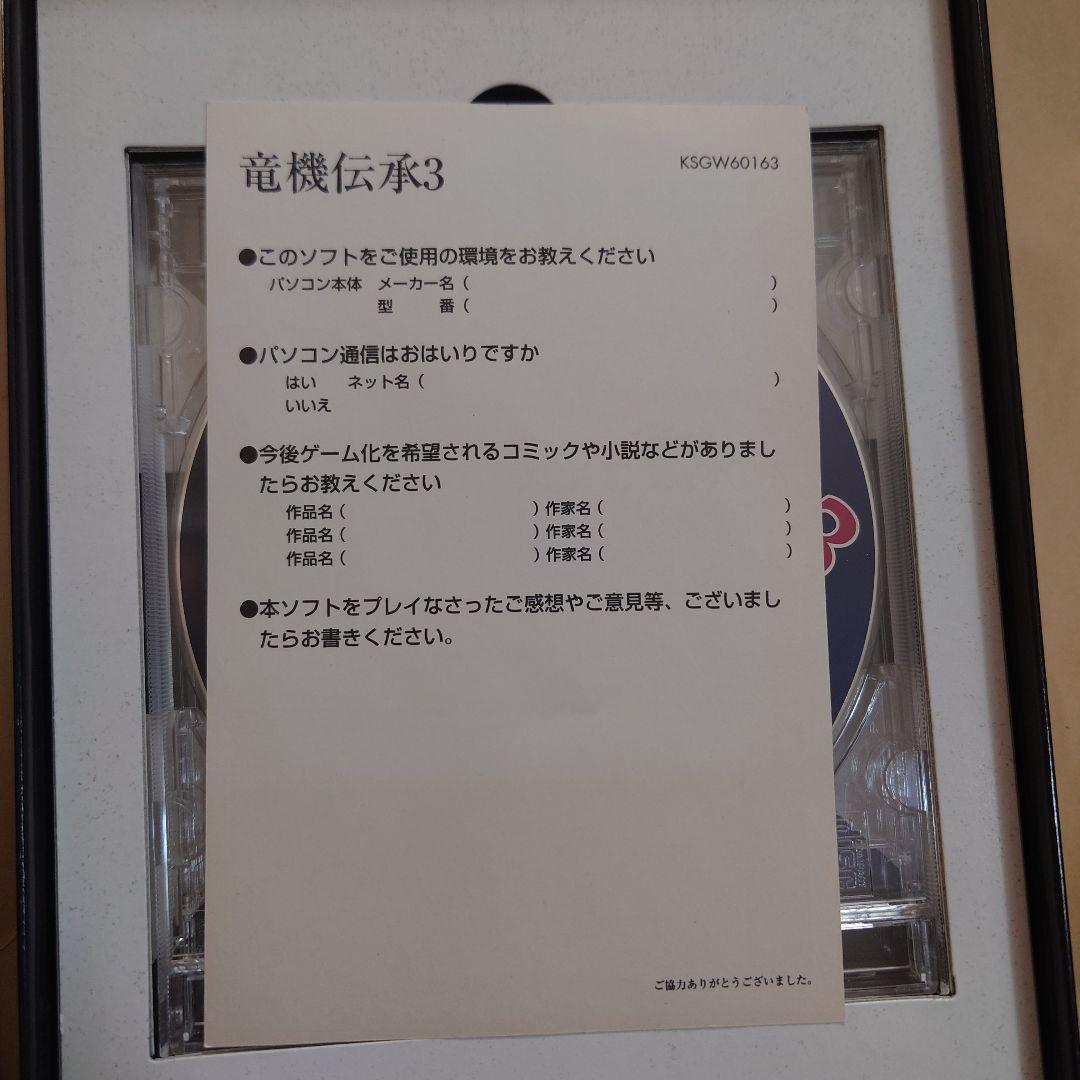 竜機伝承3
KSGW60163
●このソフトをご使用の環境をお教えください
パソコン本体 メーカー名( )
型 番( )
●パソコン通信はおはいりですか
はい ネット名( )
いいえ
●今後ゲーム化を希望されるコミックや小説などがありまし
たらお教えください
作品名( )作家名( )
作品名( )作家名( )
作品名( )作家名( )
●本ソフトをプレイなさったご感想やご意見等、ございまし
たらお書きください。
ご協力ありがとうございました。